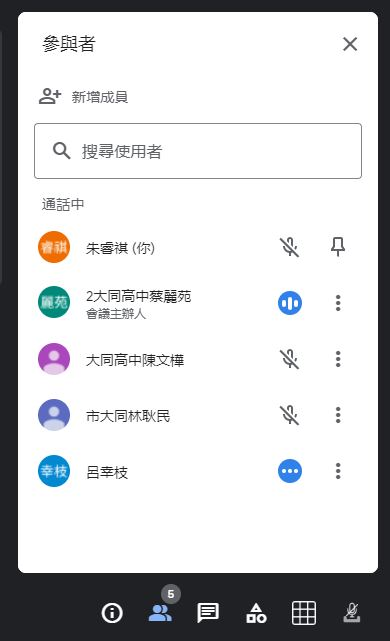 參與者
新增成員
搜尋使用者
通話中
睿祺
朱睿祺 (你)
麗苑
2大同高中蔡麗苑
會議主辦人
大同高中陳文樺
市大同林耿民
幸枝
呂幸枝
5